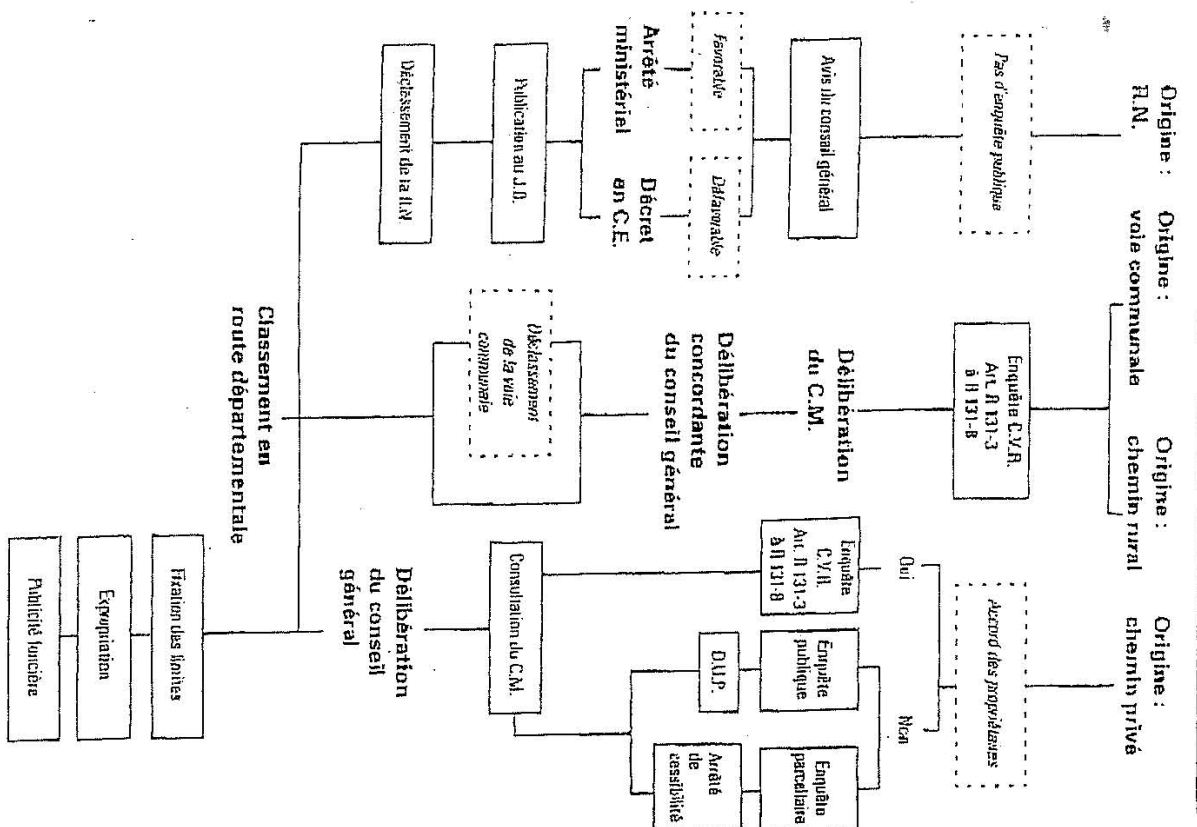 Origine :
R.N.
Origine :
voie communale
Origine :
chemin rural
Origine :
chemin privé
Pas d'enquête publique
Avis du conseil général
Favorable
Défavorable
Arrêté
ministériel
Décret
en C.E.
Publication au J.O.
Déclassement de la R.N.
Enquête C.V.R.
Art. R 131-3
à R 131-8
Délibération
du C.M.
Délibération
concordante
du conseil général
Déclassement
de la voie
communale
Accord des propriétaires
Oui
Non
Enquête
C.V.R.
Art. R 131-3
à R 131-8
Enquête
publique
Enquête
parcellaire
D.U.P.
Arrêté
de
cessibilité
Consultation du C.M.
Délibération
du conseil
général
Classement en
route départementale
Fixation des limites
Expropriation
Publicité foncière